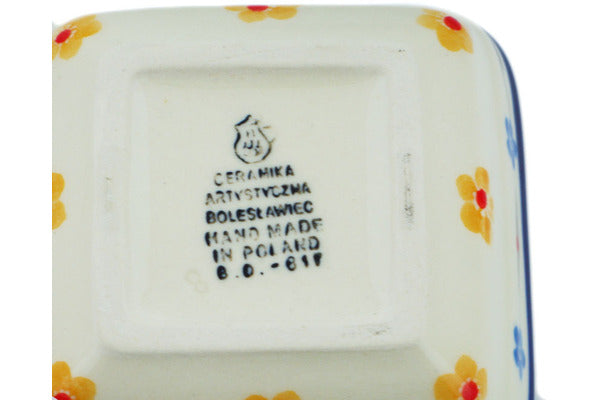 CERAMIKA
ARTYSTYCZNA
BOLESŁAWIEC
HAND MADE
IN POLAND